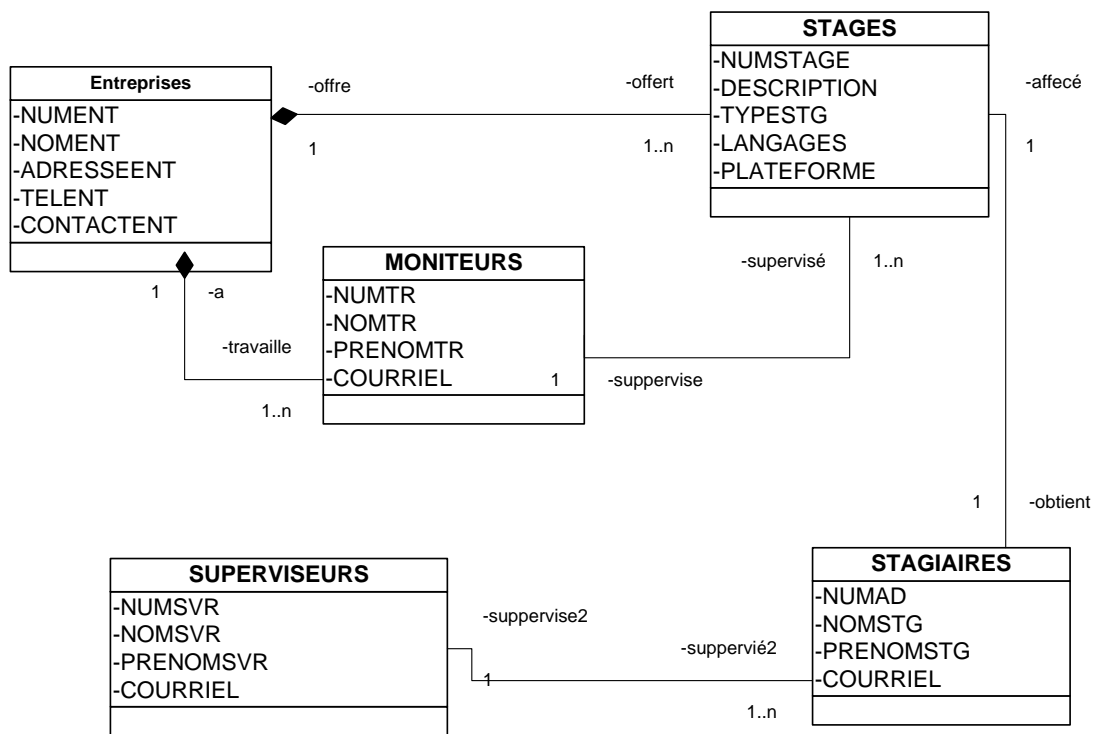 STAGES
-NUMSTAGE
-DESCRIPTION
-TYPESTG
-LANGAGES
-PLATEFORME
Entreprises
-NUMENT
-NOMENT
-ADRESSEENT
-TELENT
-CONTACTENT
-offre
1
-offert
1..n
-affecé
1
MONITEURS
-NUMTR
-NOMTR
-PRENOMTR
-COURRIEL
1
-a
-travaille
1..n
-supervisé
1..n
1
-suppervise
1
-obtient
SUPERVISEURS
-NUMSVR
-NOMSVR
-PRENOMSVR
-COURRIEL
-suppervise2
1
-suppervié2
1..n
STAGIAIRES
-NUMAD
-NOMSTG
-PRENOMSTG
-COURRIEL